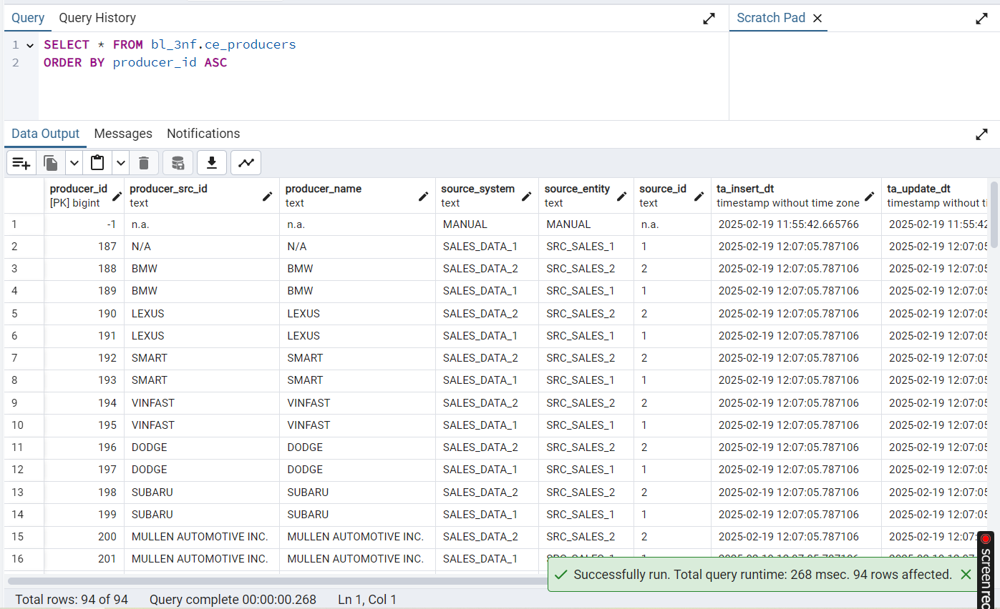 Query Query History
Scratch Pad
1 SELECT * FROM bl_3nf.ce_producers
2 ORDER BY producer_id ASC
Data Output Messages Notifications
producer_id producer_src_id producer_name source_system source_entity source_id ta_insert_dt ta_update_dt
[PK] bigint text text text text text timestamp without time zone timestamp without ti
1 -1 n.a. n.a. MANUAL MANUAL n.a. 2025-02-19 11:55:42.665766 2025-02-19 11:55:42
2 187 N/A N/A SALES_DATA_1 SRC_SALES_1 1 2025-02-19 12:07:05.787106 2025-02-19 12:07:05
3 188 BMW BMW SALES_DATA_2 SRC_SALES_2 2 2025-02-19 12:07:05.787106 2025-02-19 12:07:05
4 189 BMW BMW SALES_DATA_1 SRC_SALES_1 1 2025-02-19 12:07:05.787106 2025-02-19 12:07:05
5 190 LEXUS LEXUS SALES_DATA_2 SRC_SALES_2 2 2025-02-19 12:07:05.787106 2025-02-19 12:07:05
6 191 LEXUS LEXUS SALES_DATA_1 SRC_SALES_1 1 2025-02-19 12:07:05.787106 2025-02-19 12:07:05
7 192 SMART SMART SALES_DATA_2 SRC_SALES_2 2 2025-02-19 12:07:05.787106 2025-02-19 12:07:05
8 193 SMART SMART SALES_DATA_1 SRC_SALES_1 1 2025-02-19 12:07:05.787106 2025-02-19 12:07:05
9 194 VINFAST VINFAST SALES_DATA_2 SRC_SALES_2 2 2025-02-19 12:07:05.787106 2025-02-19 12:07:05
10 195 VINFAST VINFAST SALES_DATA_1 SRC_SALES_1 1 2025-02-19 12:07:05.787106 2025-02-19 12:07:05
11 196 DODGE DODGE SALES_DATA_2 SRC_SALES_2 2 2025-02-19 12:07:05.787106 2025-02-19 12:07:05
12 197 DODGE DODGE SALES_DATA_1 SRC_SALES_1 1 2025-02-19 12:07:05.787106 2025-02-19 12:07:05
13 198 SUBARU SUBARU SALES_DATA_2 SRC_SALES_2 2 2025-02-19 12:07:05.787106 2025-02-19 12:07:05
14 199 SUBARU SUBARU SALES_DATA_1 SRC_SALES_1 1 2025-02-19 12:07:05.787106 2025-02-19 12:07:05
15 200 MULLEN AUTOMOTIVE INC. MULLEN AUTOMOTIVE INC. SALES_DATA_2 SRC_SALES_2 2 2025-02-19 12:07:05.787106 2025-02-19 12:07:
16 201 MULLEN AUTOMOTIVE INC. MULLEN AUTOMOTIVE INC. SALES_DATA_1
Successfully run. Total query runtime: 268 msec. 94 rows affected.
screen rec
Total rows: 94 of 94 Query complete 00:00:00.268 Ln 1, Col 1